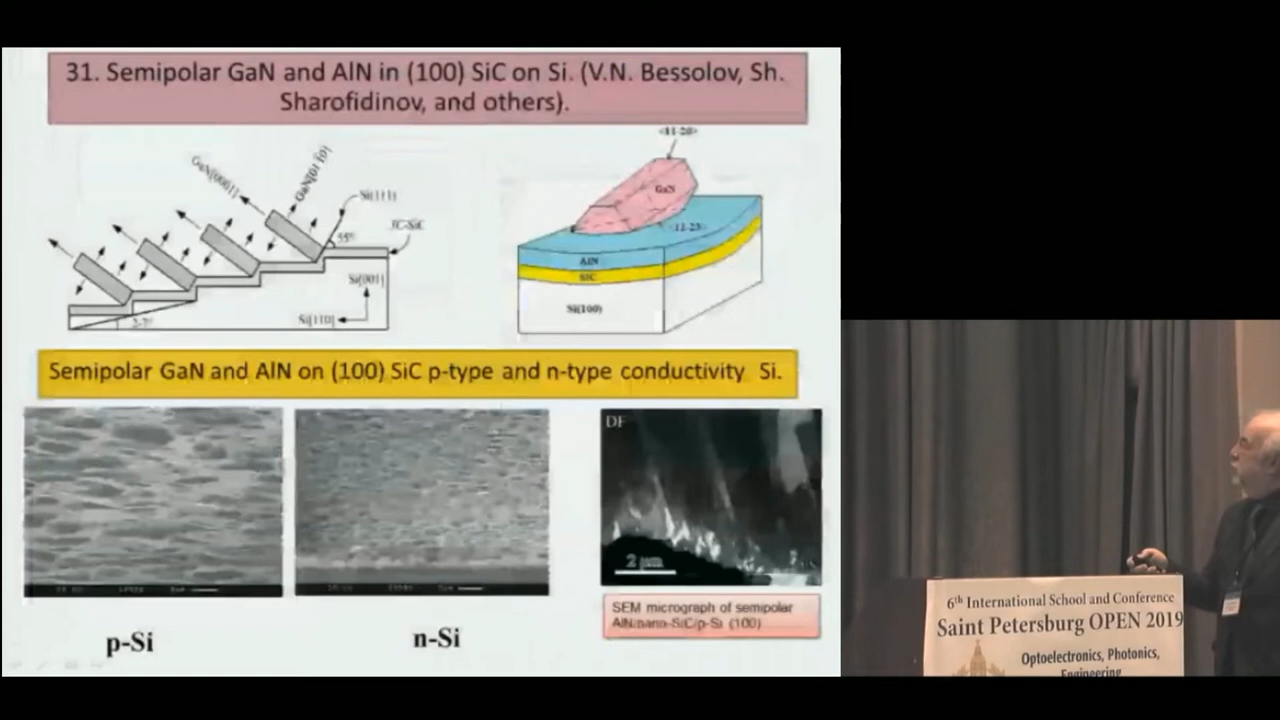 31. Semipolar GaN and AlN in (100) SiC on Si. (V.N. Bessolov, Sh.
Sharofidinov, and others).
GaN[0001]
GaN[01-10]
Si(111)
55°
3C-SiC
Si[001]
Si[110]
2-7°
<11-20>
GaN
<11-23>
AlN
SiC
Si(100)
Semipolar GaN and AlN on (100) SiC p-type and n-type conductivity Si.
DF
2 μm
SEM micrograph of semipolar
AlN/nano-SiC/p-Si (100)
p-Si
n-Si
6th International School and Conference
Saint Petersburg OPEN 2019
Optoelectronics, Photonics,
Engineering